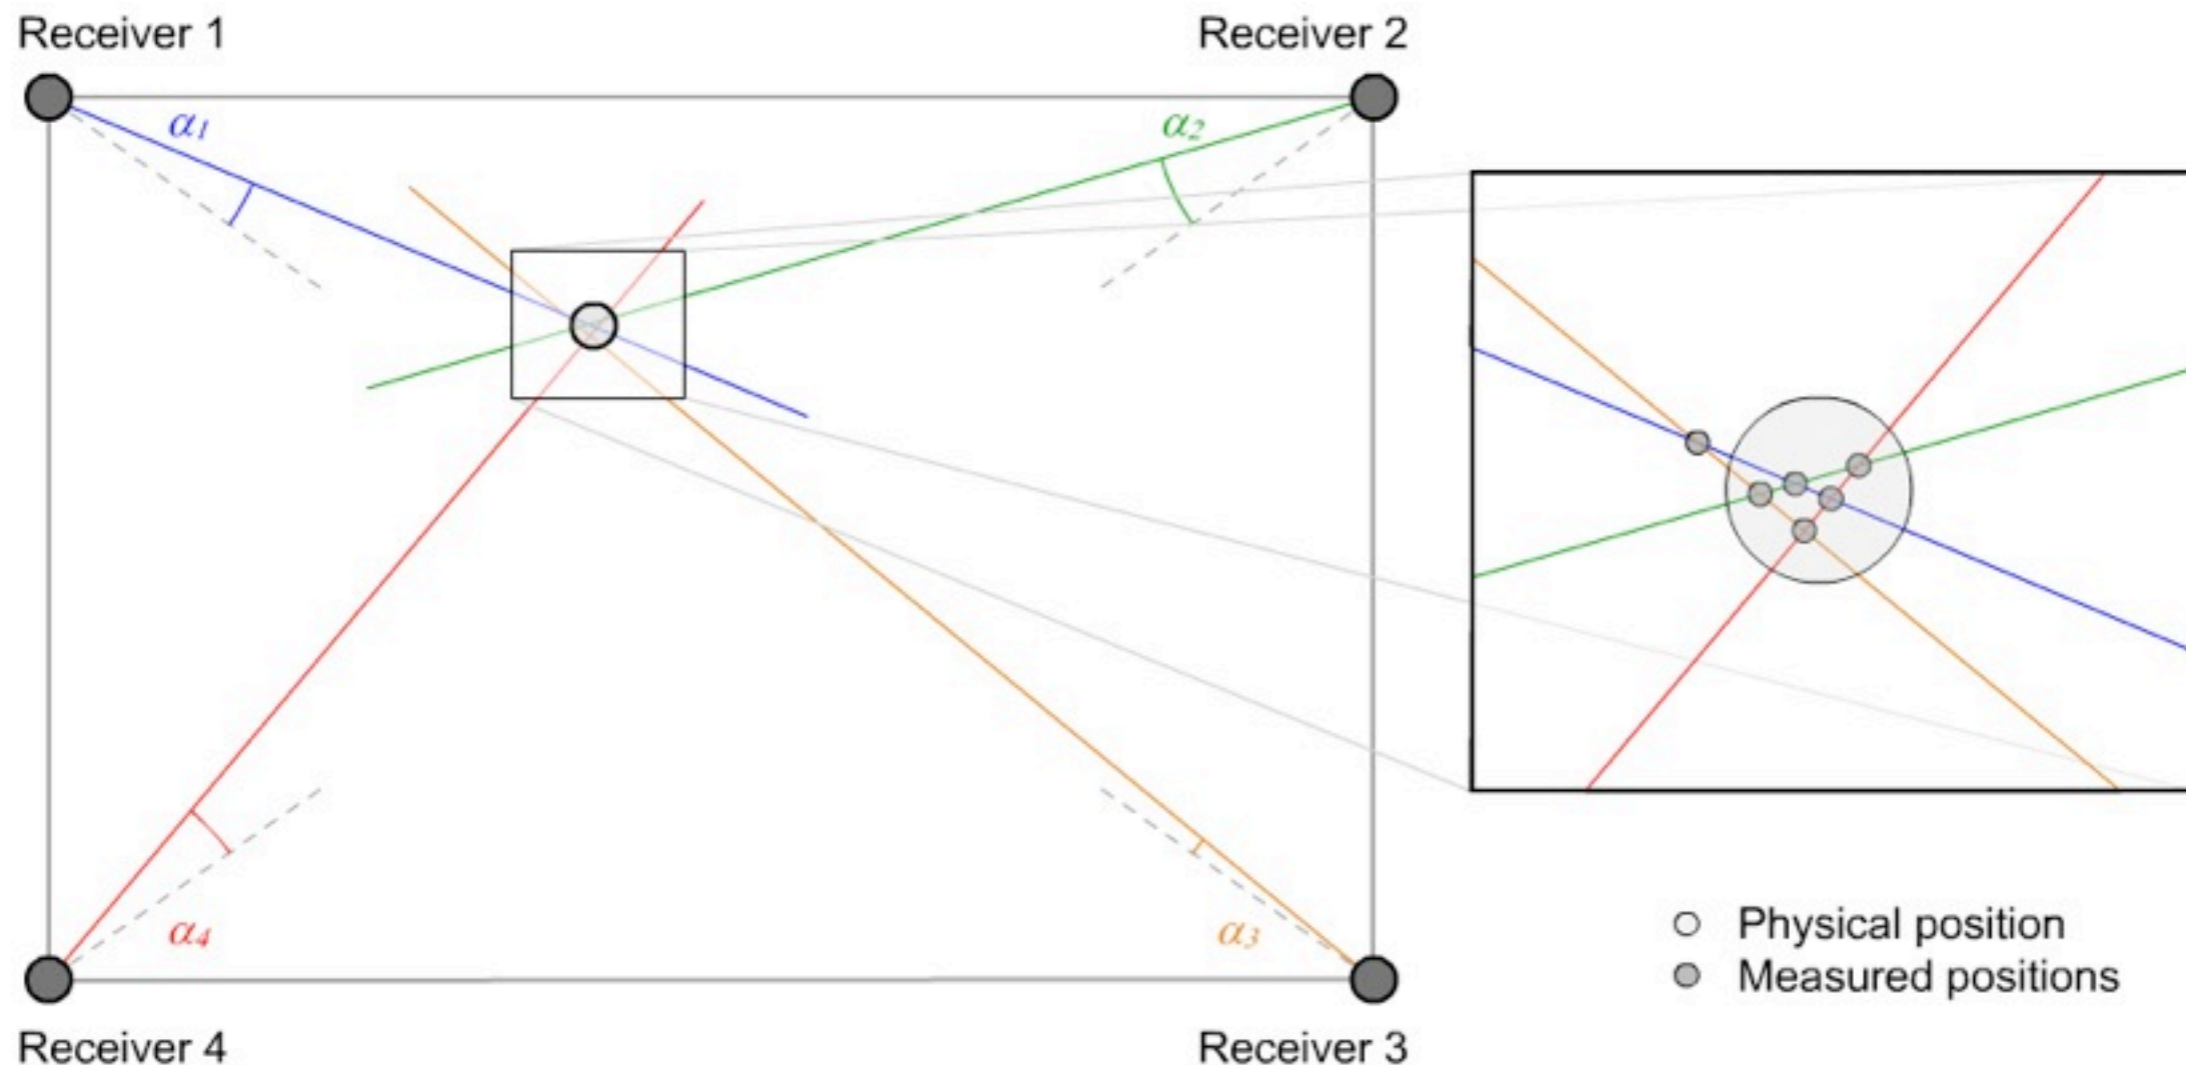 Receiver 1
Receiver 2
α1
α2
α4
α3
Physical position
Measured positions
Receiver 4
Receiver 3